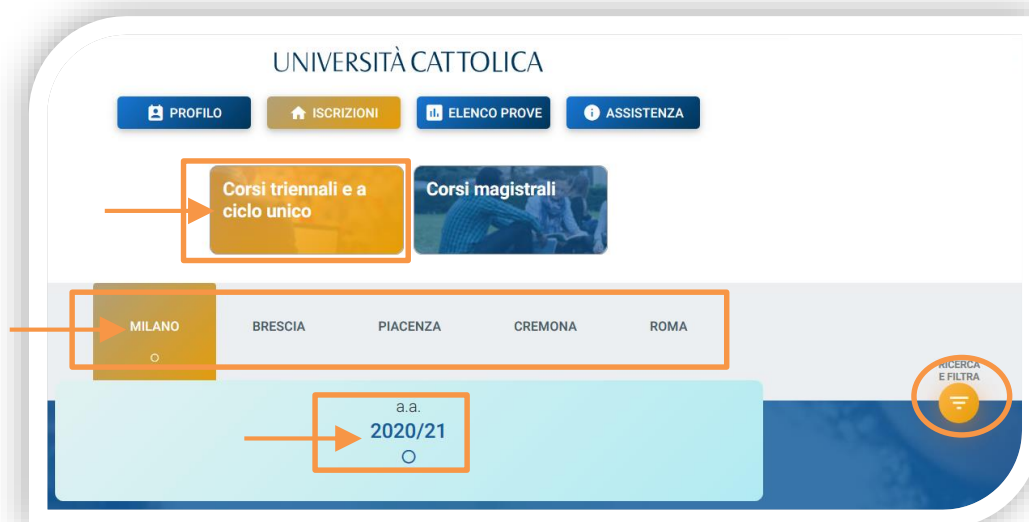 UNIVERSITÀ CATTOLICA
PROFILO
ISCRIZIONI
ELENCO PROVE
ASSISTENZA
Corsi triennali e a
ciclo unico
Corsi magistrali
MILANO
BRESCIA
PIACENZA
CREMONA
ROMA
RICERCA
E FILTRA
a.a.
2020/21